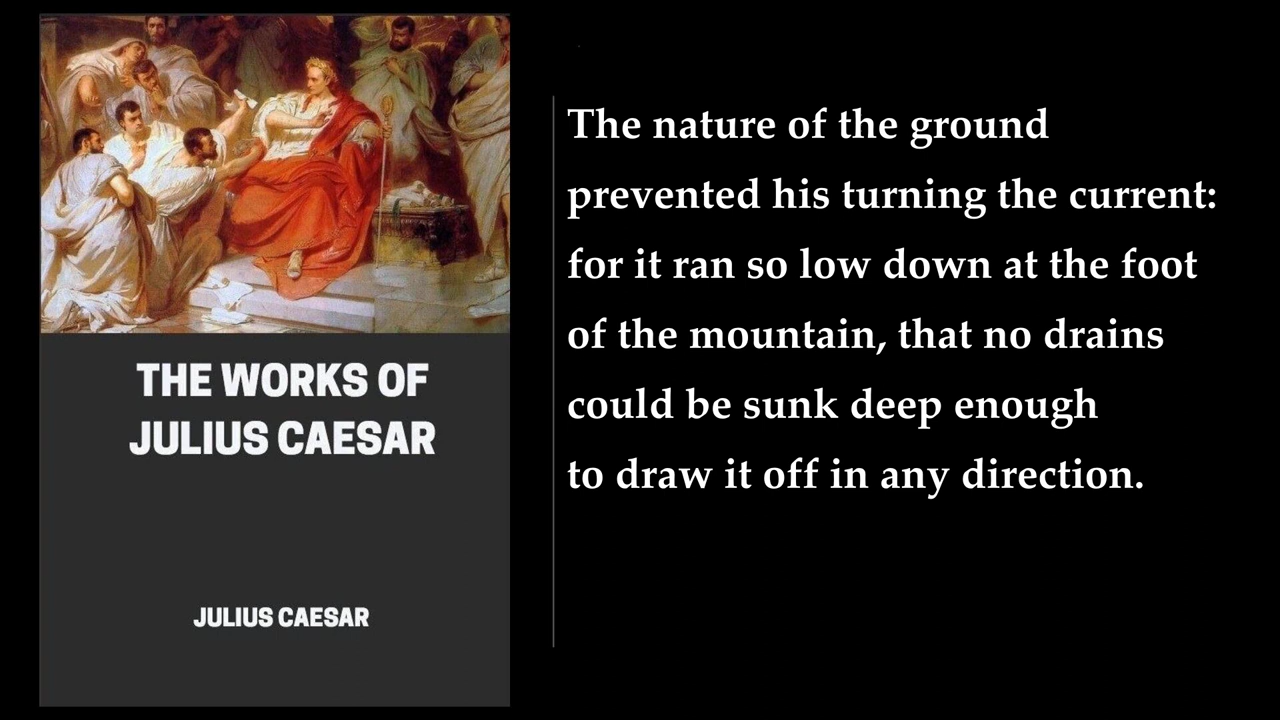 THE WORKS OF
JULIUS CAESAR
JULIUS CAESAR
The nature of the ground
prevented his turning the current:
for it ran so low down at the foot
of the mountain, that no drains
could be sunk deep enough
to draw it off in any direction.